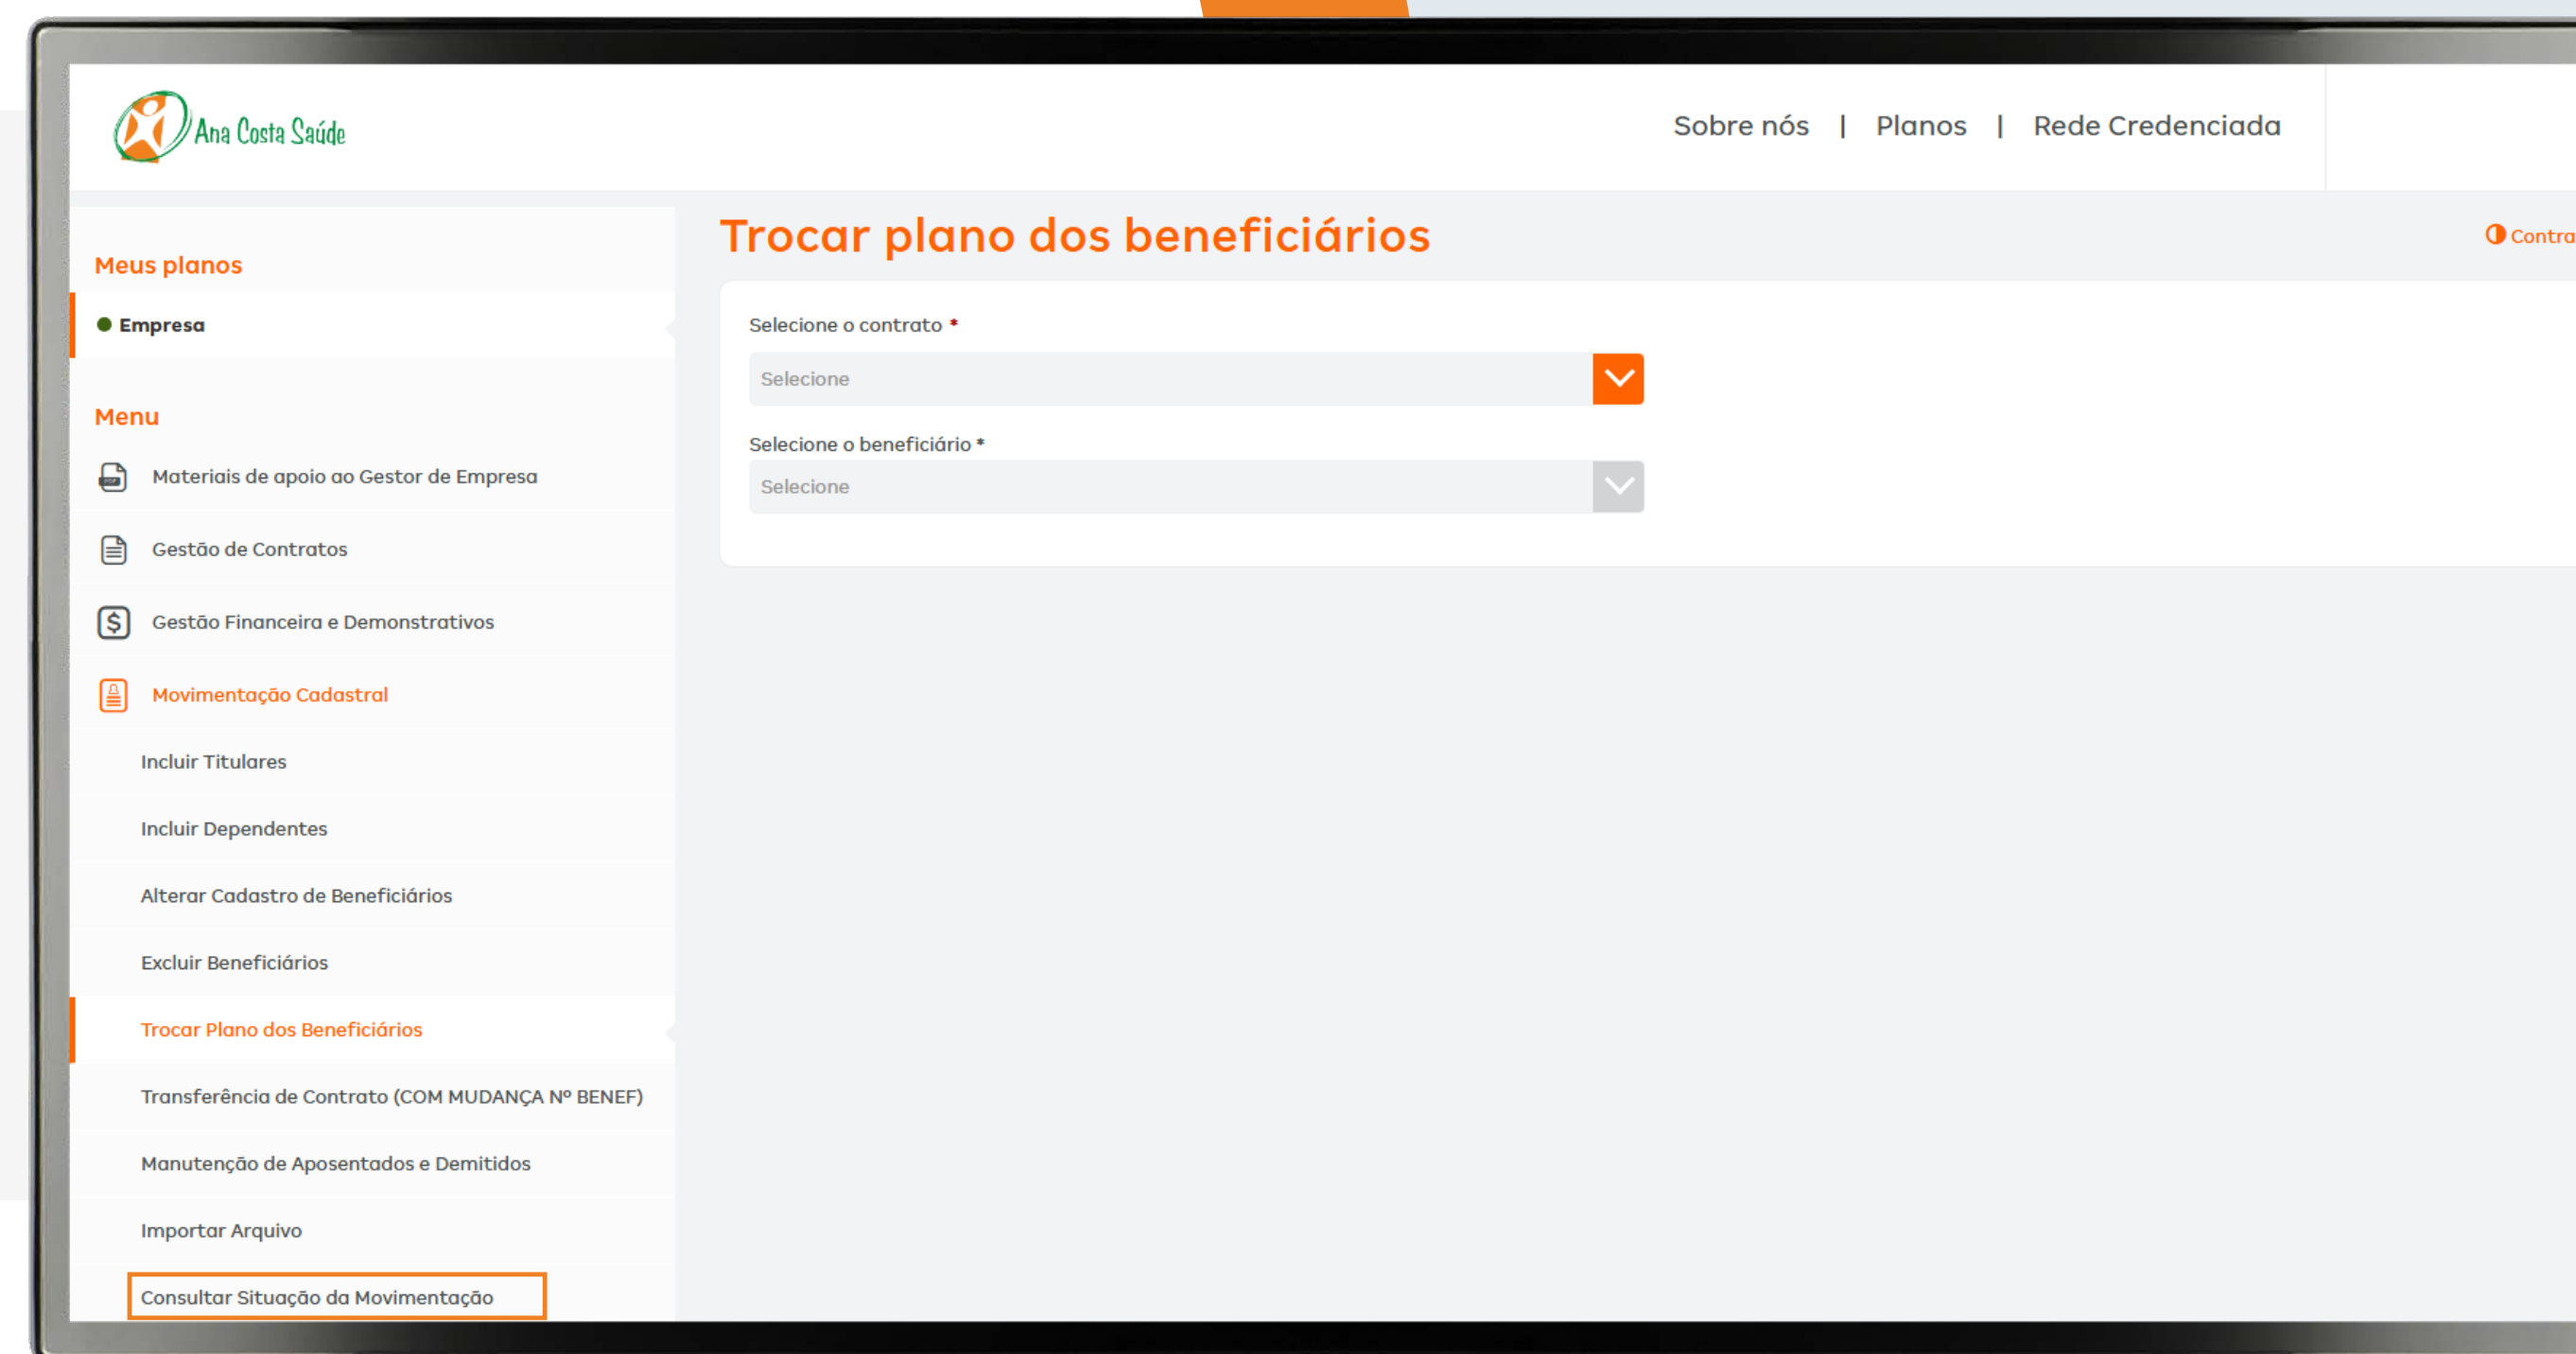 Ana Costa Saúde
Sobre nós | Planos | Rede Credenciada
Meus planos
Empresa
Menu
Materiais de apoio ao Gestor de Empresa
Gestão de Contratos
Gestão Financeira e Demonstrativos
Movimentação Cadastral
Incluir Titulares
Incluir Dependentes
Alterar Cadastro de Beneficiários
Excluir Beneficiários
Trocar Plano dos Beneficiários
Transferência de Contrato (COM MUDANÇA Nº BENEF)
Manutenção de Aposentados e Demitidos
Importar Arquivo
Consultar Situação da Movimentação
Trocar plano dos beneficiários
Contra
Selecione o contrato *
Selecione
Selecione o beneficiário *
Selecione